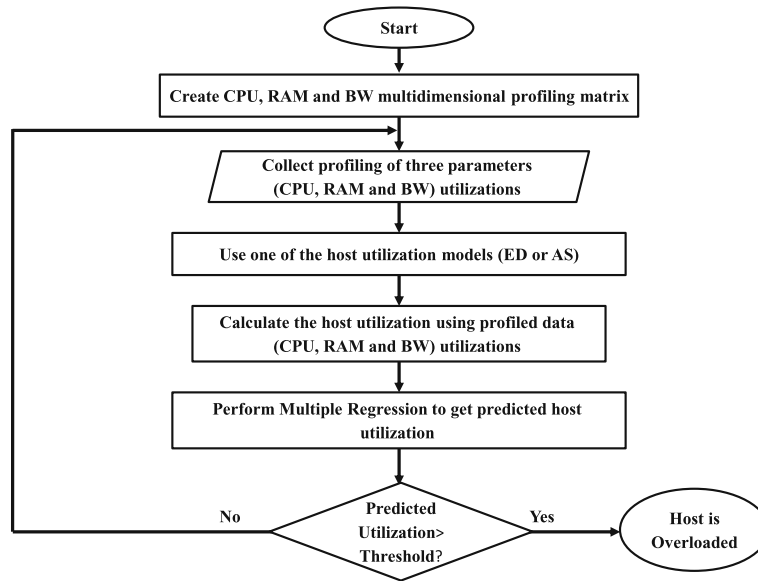 Start
Create CPU, RAM and BW multidimensional profiling matrix
Collect profiling of three parameters
(CPU, RAM and BW) utilizations
Use one of the host utilization models (ED or AS)
Calculate the host utilization using profiled data
(CPU, RAM and BW) utilizations
Perform Multiple Regression to get predicted host
utilization
No
Predicted
Utilization>
Threshold?
Yes
Host is
Overloaded